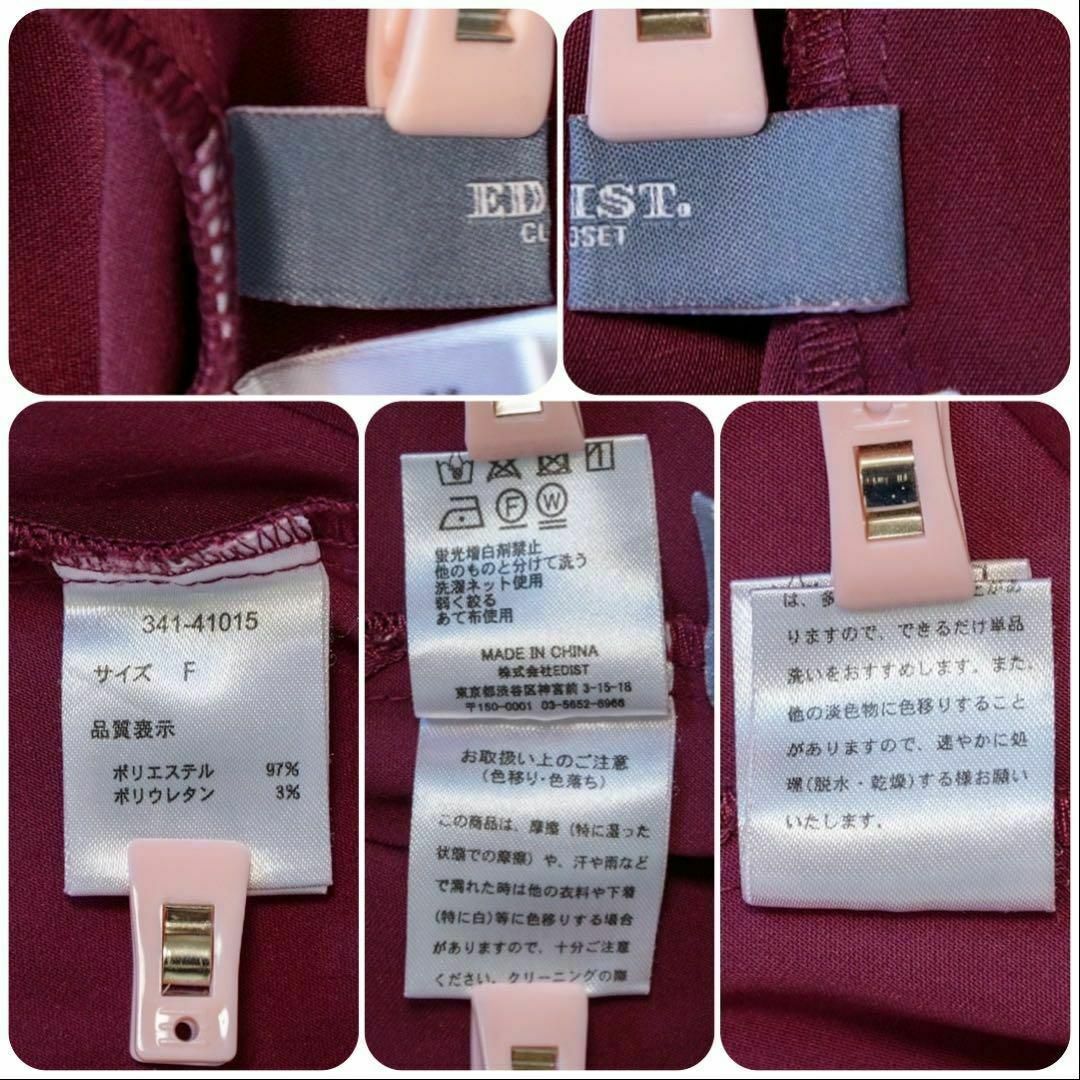 EDIST.
CLOSET
341-41015
サイズ F
品質表示
ポリエステル 97%
ポリウレタン 3%
F W
蛍光増白剤禁止
他のものと分けて洗う
洗濯ネット使用
弱く絞る
あて布使用
MADE IN CHINA
株式会社EDIST
東京都渋谷区神宮前 3-15-18
〒150-0001 03-5652-6966
お取扱い上のご注意
(色移り・色落ち)
この商品は、摩擦 (特に湿った
状態での摩擦) や、汗や雨など
で濡れた時は他の衣料や下着
(特に白)等に色移りする場合
がありますので、十分ご注意
ください。クリーニングの際
は、多
りますので、できるだけ単品
洗いをおすすめします。また、
他の淡色物に色移りすること
がありますので、速やかに処
理(脱水・乾燥)する様お願い
いたします。